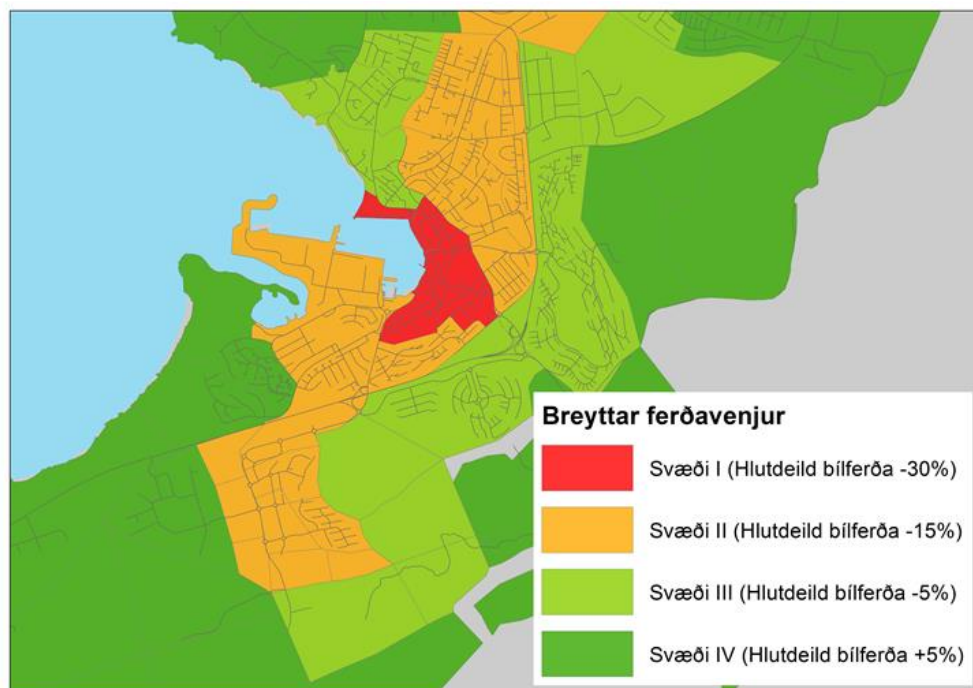 Breyttar ferðavenjur
Svæði I (Hlutdeild bílferða -30%)
Svæði II (Hlutdeild bílferða -15%)
Svæði III (Hlutdeild bílferða -5%)
Svæði IV (Hlutdeild bílferða +5%)